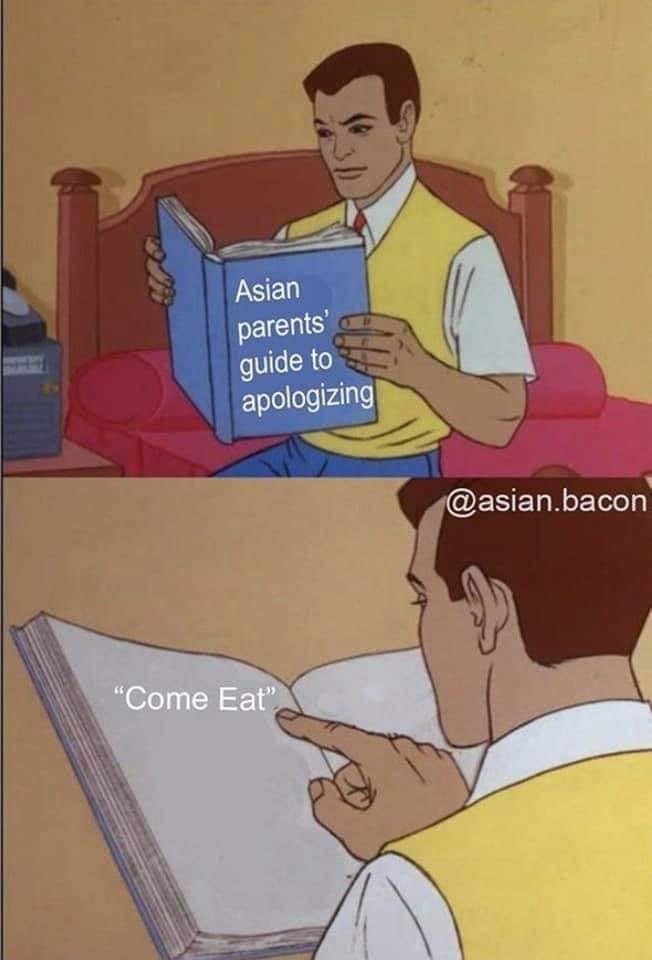 Asian
parents'
guide to
apologizing
@asian.bacon
“Come Eat”